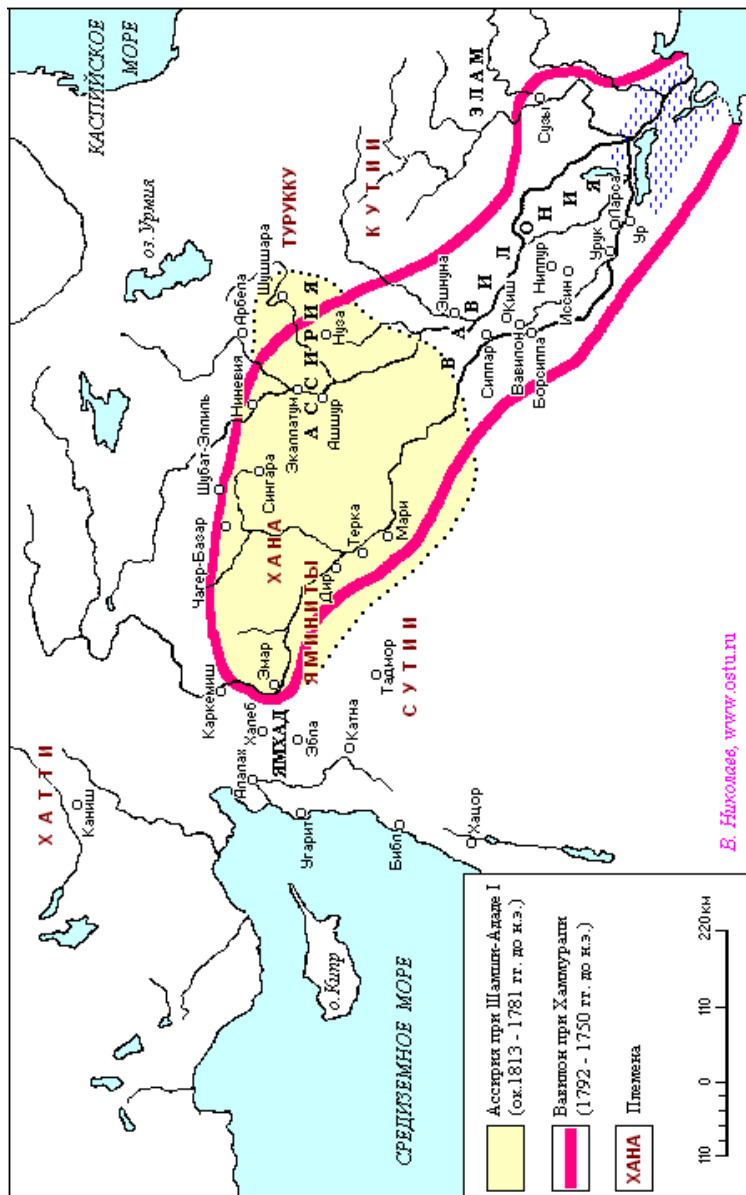 КАСПИЙСКОЕ
МОРЕ
оз. Урмия
ХАТТИ
Каниш
Каркемиш
Чагер-Базар
Шубат-Эллиль
Ниневия
Арбела
Шушшара
ТУРУККУ
Алалах
Халеб
ЯМХАД
Эмар
ХАНА
Сингара
Экаллатум
АССИРИЯ
Ашшур
Нуза
КУТИИ
Угарит
Эбла
Катна
ЯМИНИТЫ
Дир
Терка
Мари
о. Кипр
Библ
Тадмор
СУТИИ
Хацор
СРЕДИЗЕМНОЕ МОРЕ
Эшнуна
ВАВИЛОНИЯ
ЭЛАМ
Сузы
Сиппар
Киш
Вавилон
Борсиппа
Ниппур
Иссин
Урук
Ларса
Ур
Ассирия при Шамши-Ададе I
(ок.1813 - 1781 гг. до н.э.)
Вавилон при Хаммурапи
(1792 - 1750 гг. до н.э.)
ХАНА
Племена
110 0 110 220 км
В. Николаев, www.ostu.ru